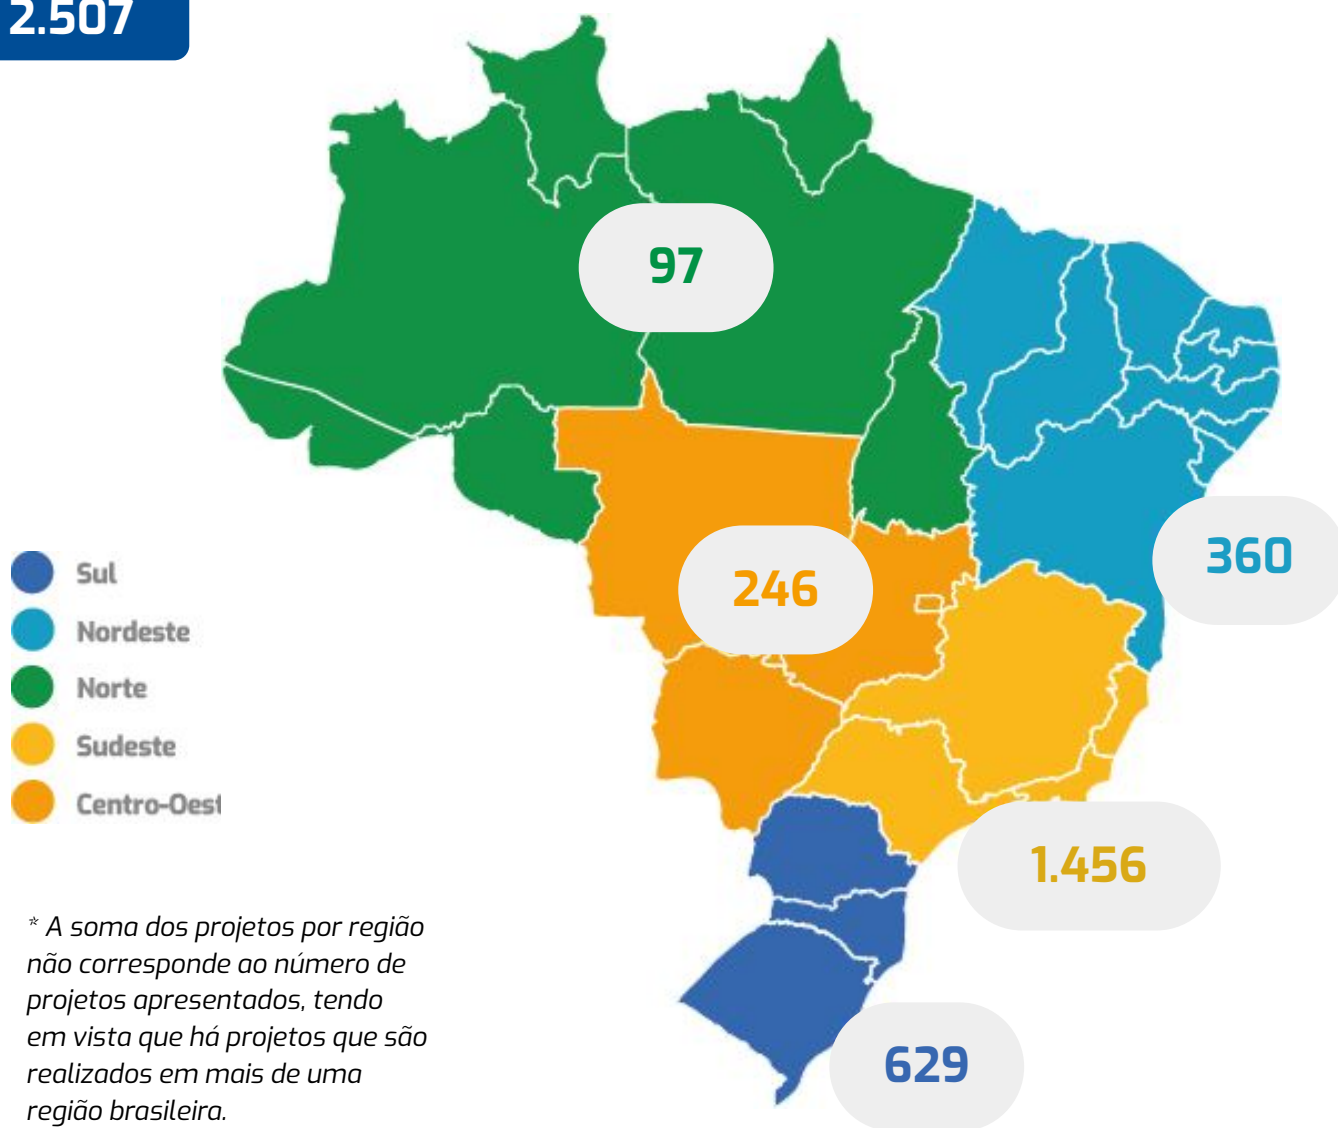 2.507
97
360
246
Sul
Nordeste
Norte
Sudeste
Centro-Oest
1.456
629
* A soma dos projetos por região
não corresponde ao número de
projetos apresentados, tendo
em vista que há projetos que são
realizados em mais de uma
região brasileira.